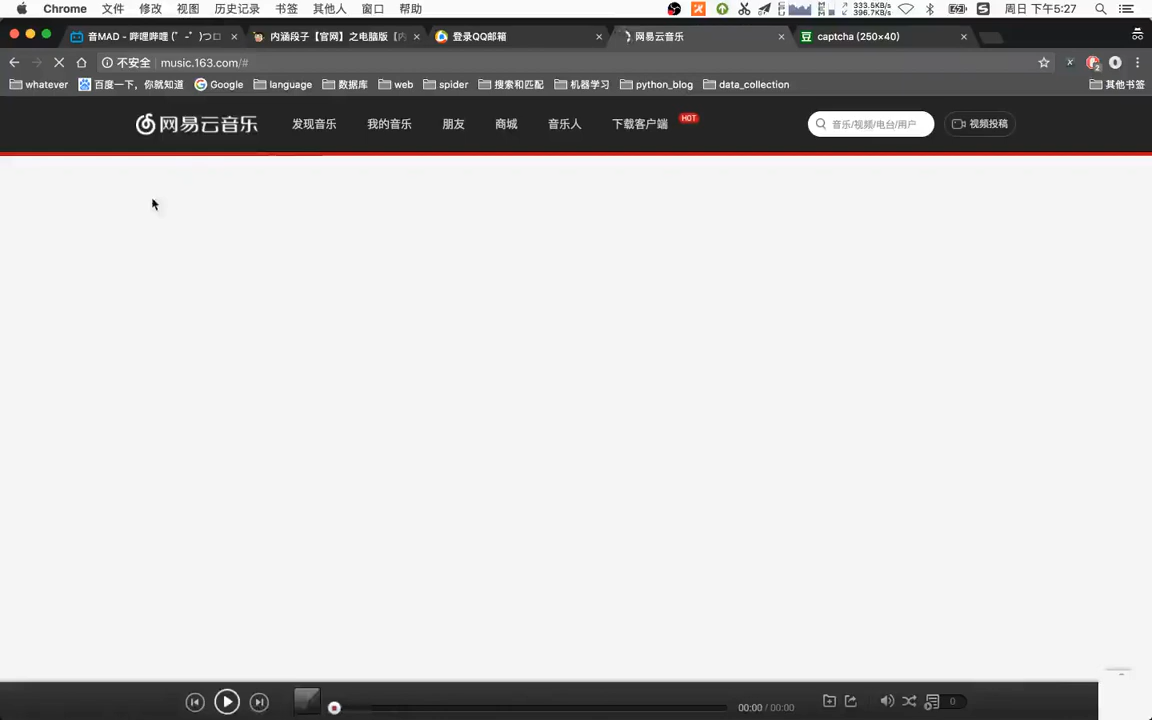 Chrome 文件 修改 视图 历史记录 书签 其他人 窗口 帮助 333.5KB/s 396.7KB/s 周日 下午5:27
音MAD - 哔哩哔哩 (゜-゜)つロ 内涵段子【官网】之电脑版【内 登录QQ邮箱 网易云音乐 captcha (250×40)
不安全 music.163.com/#
whatever 百度一下，你就知道 Google language 数据库 web spider 搜索和匹配 机器学习 python_blog data_collection 其他书签
网易云音乐 发现音乐 我的音乐 朋友 商城 音乐人 下载客户端 HOT 音乐/视频/电台/用户 视频投稿
00:00 / 00:00 0